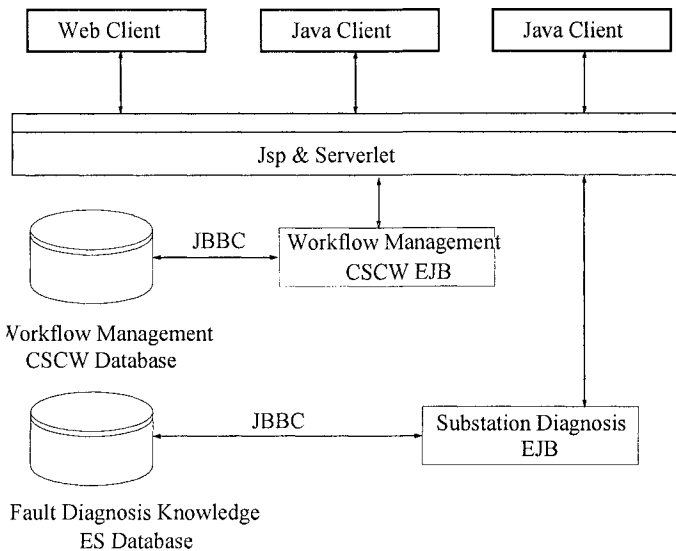 Web Client
Java Client
Java Client
Jsp & Serverlet
JBBC
Workflow Management
CSCW EJB
Workflow Management
CSCW Database
JBBC
Substation Diagnosis
EJB
Fault Diagnosis Knowledge
ES Database